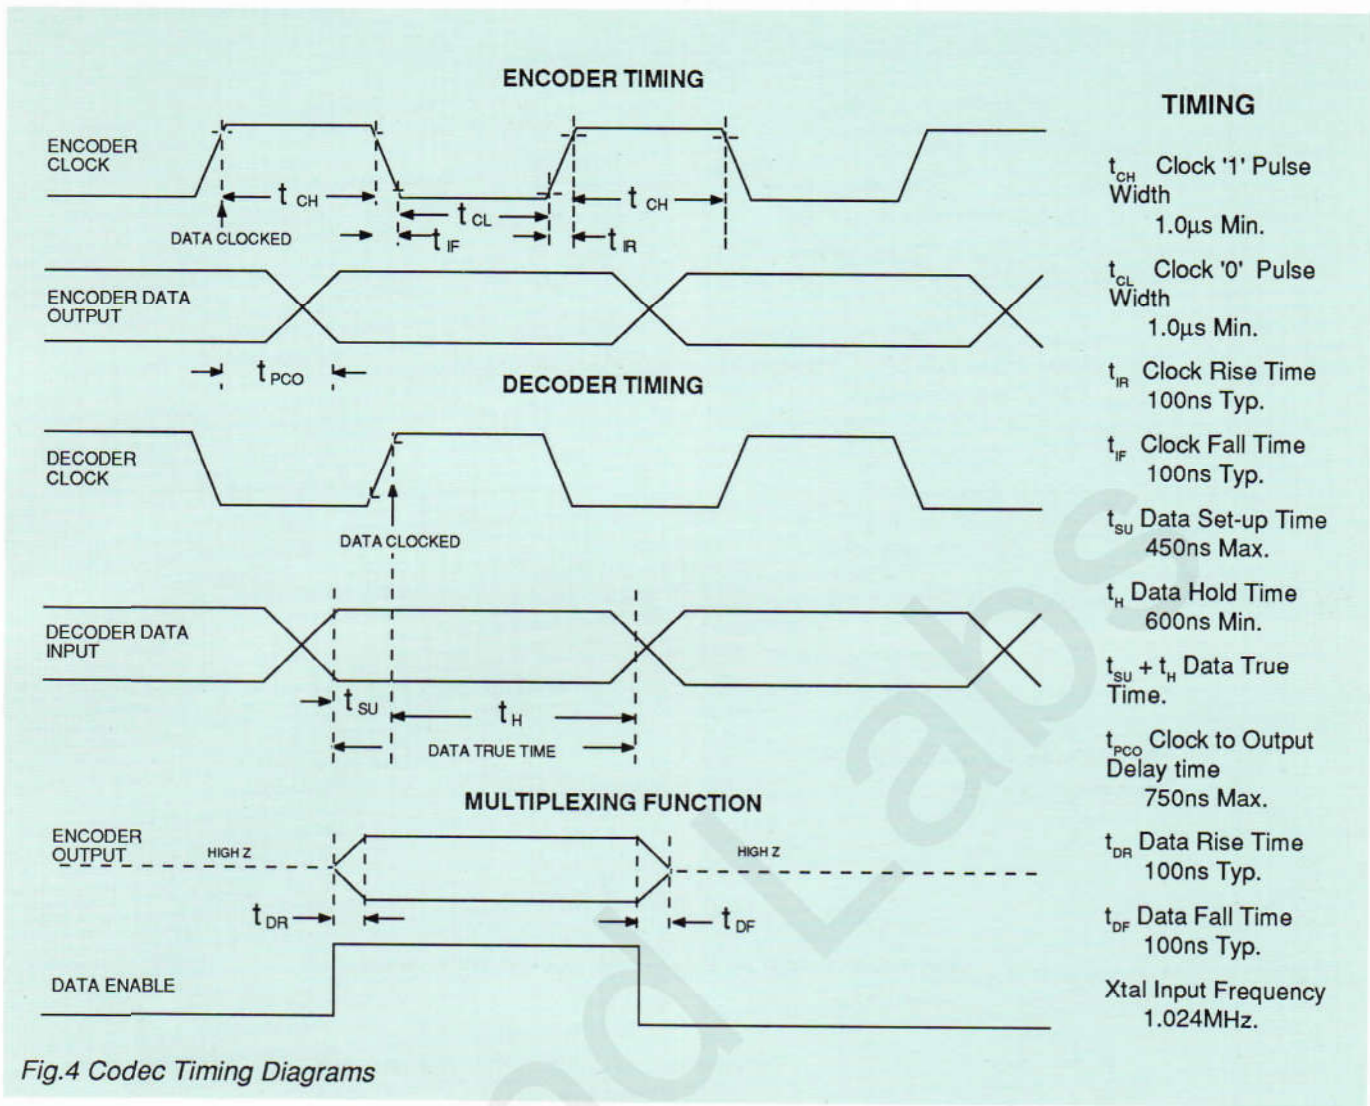 ENCODER TIMING
ENCODER
CLOCK
t CH
t CL
t CH
DATA CLOCKED
t IF
t IR
ENCODER DATA
OUTPUT
t PCO
DECODER TIMING
DECODER
CLOCK
DATA CLOCKED
DECODER DATA
INPUT
t SU
t H
DATA TRUE TIME
MULTIPLEXING FUNCTION
ENCODER
OUTPUT
HIGH Z
HIGH Z
t DR
t DF
DATA ENABLE
Fig.4 Codec Timing Diagrams
TIMING
tCH Clock '1' Pulse
Width
1.0µs Min.
tCL Clock '0' Pulse
Width
1.0µs Min.
tIR Clock Rise Time
100ns Typ.
tIF Clock Fall Time
100ns Typ.
tSU Data Set-up Time
450ns Max.
tH Data Hold Time
600ns Min.
tSU + tH Data True
Time.
tPCO Clock to Output
Delay time
750ns Max.
tDR Data Rise Time
100ns Typ.
tDF Data Fall Time
100ns Typ.
Xtal Input Frequency
1.024MHz.
nd Labs